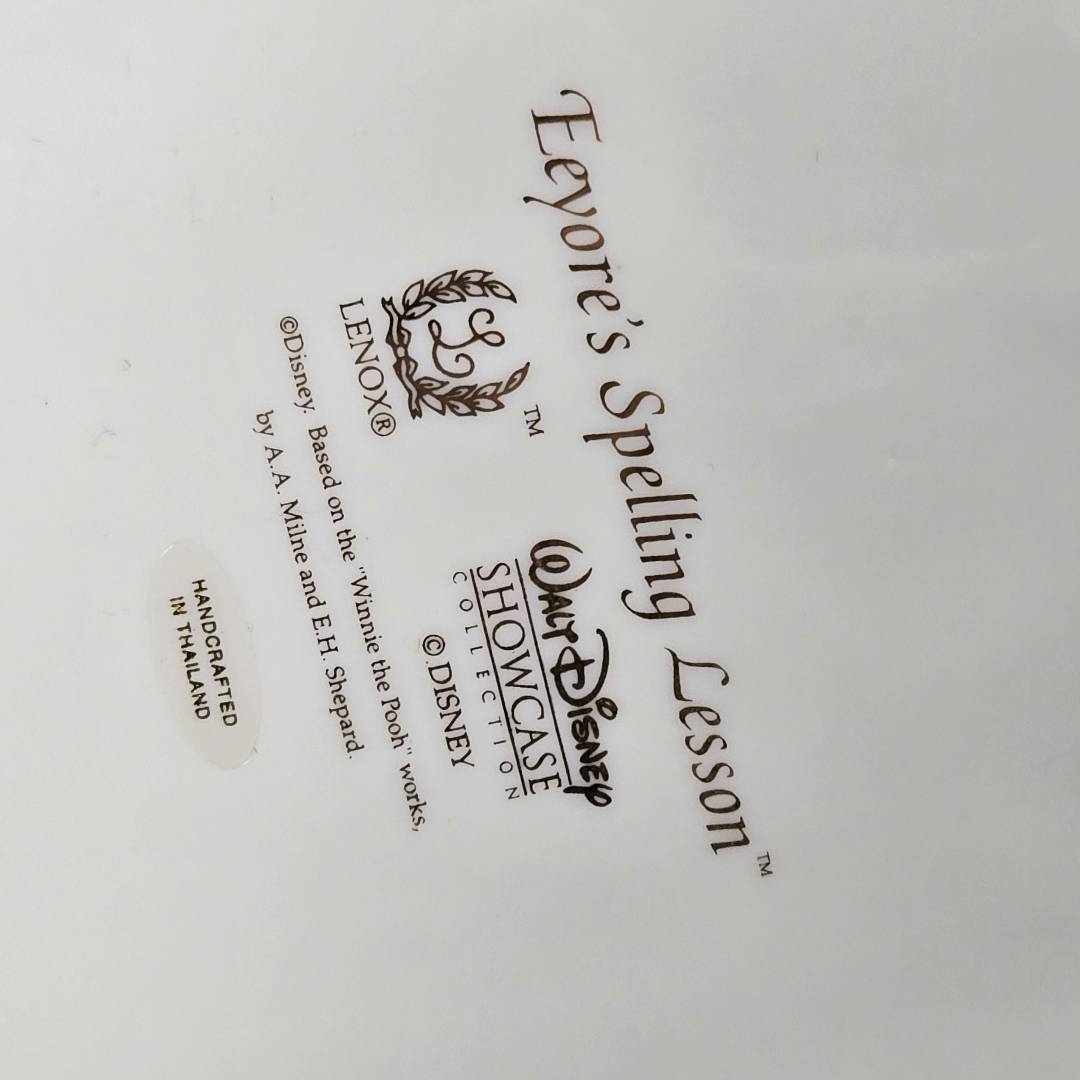 Eeyore's Spelling Lesson™
L™
LENOX®
WALT DISNEY
SHOWCASE
COLLECTION
© DISNEY
©Disney. Based on the "Winnie the Pooh" works,
by A.A. Milne and E.H. Shepard.
HANDCRAFTED
IN THAILAND